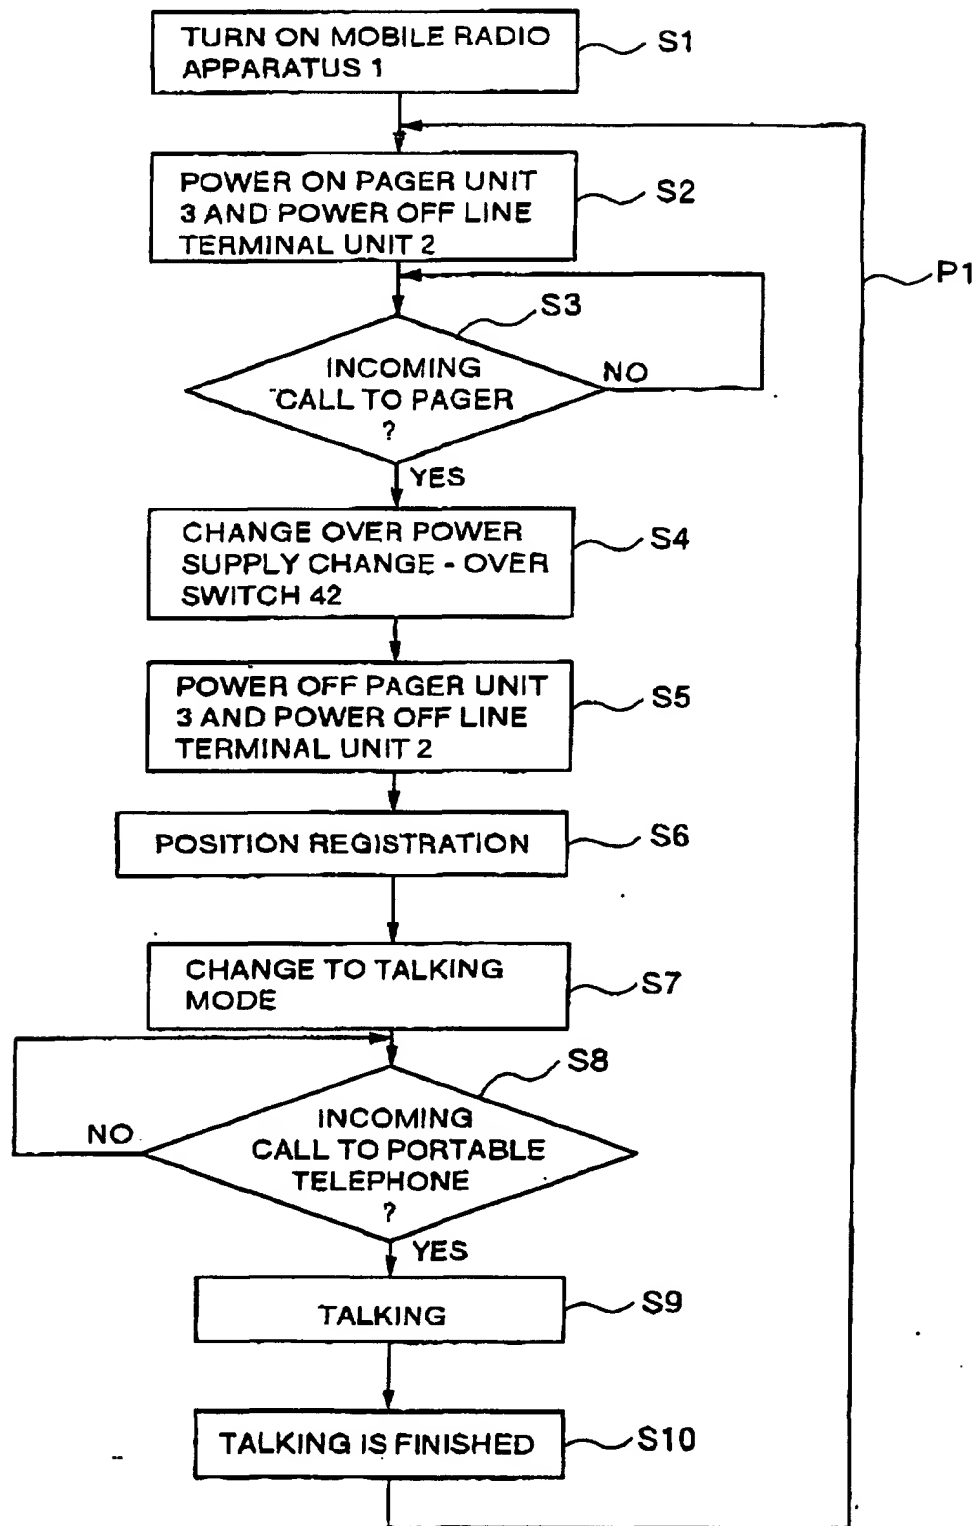 TURN ON MOBILE RADIO
APPARATUS 1
S1
POWER ON PAGER UNIT
3 AND POWER OFF LINE
TERMINAL UNIT 2
S2
P1
S3
INCOMING
CALL TO PAGER
?
NO
YES
CHANGE OVER POWER
SUPPLY CHANGE - OVER
SWITCH 42
S4
POWER OFF PAGER UNIT
3 AND POWER OFF LINE
TERMINAL UNIT 2
S5
POSITION REGISTRATION
S6
CHANGE TO TALKING
MODE
S7
S8
INCOMING
CALL TO PORTABLE
TELEPHONE
?
NO
YES
TALKING
S9
TALKING IS FINISHED
S10